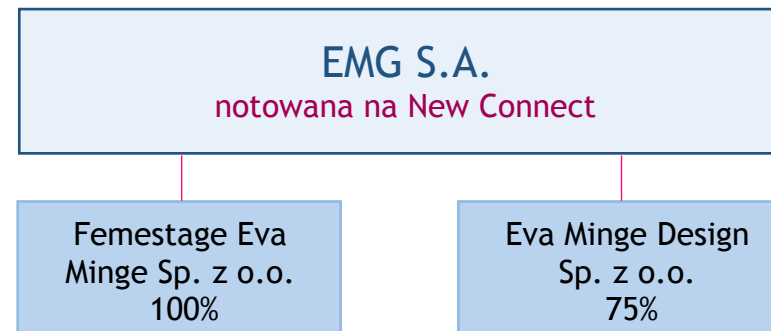 EMG S.A.
notowana na New Connect
Femestage Eva
Minge Sp. z o.o.
100%
Eva Minge Design
Sp. z o.o.
75%